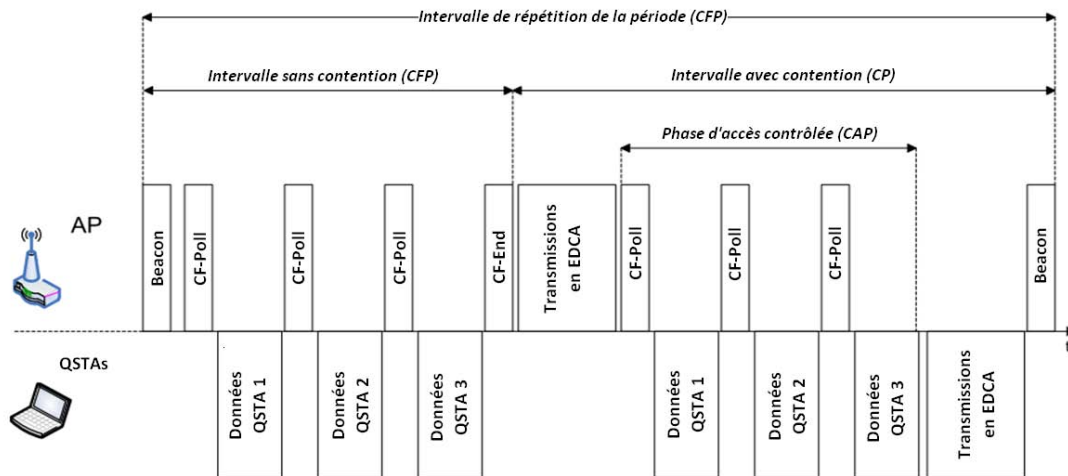 Intervalle de répétition de la période (CFP)
Intervalle sans contention (CFP)
Intervalle avec contention (CP)
Phase d'accès contrôlée (CAP)
AP
Beacon
CF-Poll
CF-Poll
CF-Poll
CF-End
Transmissions
en EDCA
CF-Poll
CF-Poll
CF-Poll
Beacon
t
QSTAs
Données
QSTA 1
Données
QSTA 2
Données
QSTA 3
Données
QSTA 1
Données
QSTA 2
Données
QSTA 3
Transmissions
en EDCA